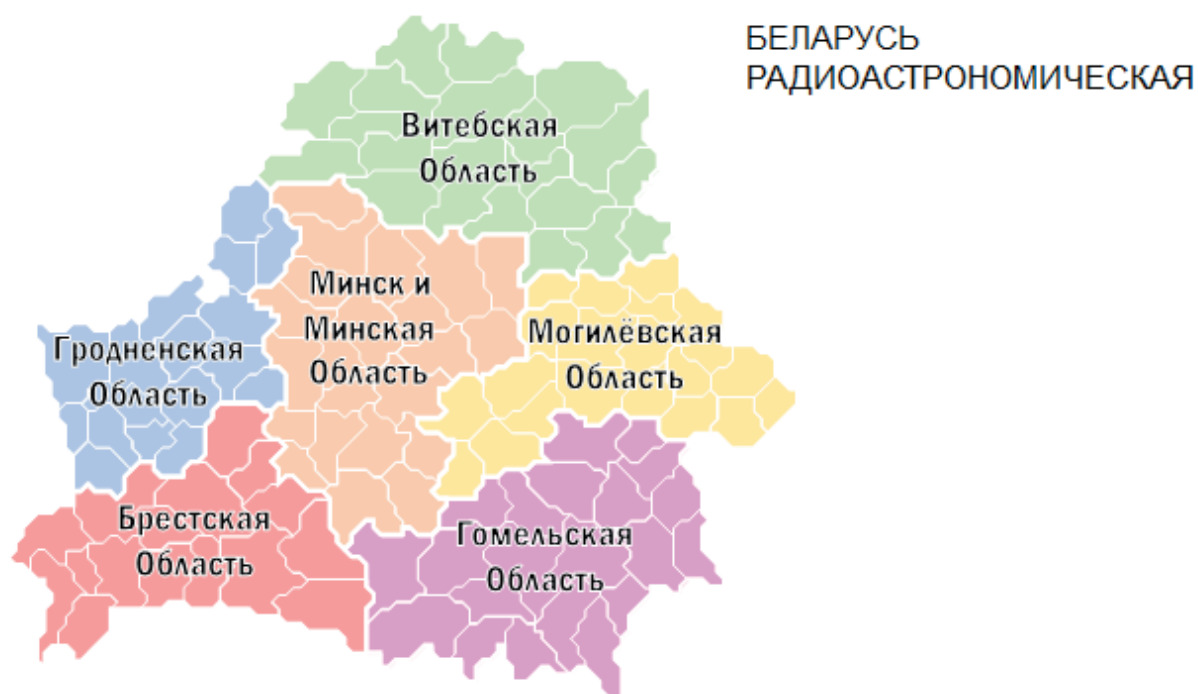 БЕЛАРУСЬ
РАДИОАСТРОНОМИЧЕСКАЯ
Витебская
Область
Минск и
Минская
Область
Могилёвская
Область
Гродненская
Область
Брестская
Область
Гомельская
Область